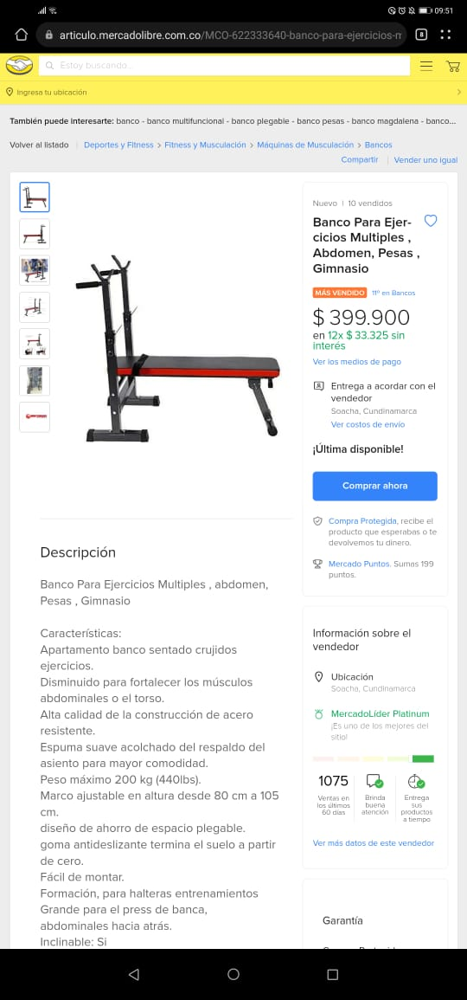 09:51
articulo.mercadolibre.com.co/MCO-622333640-banco-para-ejercicios-m
8
Estoy buscando...
Ingresa tu ubicación
También puede interesarte: banco - banco multifuncional - banco plegable - banco pesas - banco magdalena - banco...
Volver al listado | Deportes y Fitness > Fitness y Musculación > Máquinas de Musculación > Bancos
Compartir | Vender uno igual
Nuevo | 10 vendidos
Banco Para Ejer-
cicios Multiples ,
Abdomen, Pesas ,
Gimnasio
MÁS VENDIDO 11º en Bancos
$ 399.900
en 12x $ 33.325 sin
interés
Ver los medios de pago
Entrega a acordar con el
vendedor
Soacha, Cundinamarca
Ver costos de envío
¡Última disponible!
Comprar ahora
Compra Protegida, recibe el
producto que esperabas o te
devolvemos tu dinero.
Mercado Puntos. Sumas 199
puntos.
Descripción
Banco Para Ejercicios Multiples , abdomen,
Pesas , Gimnasio
Características:
Apartamento banco sentado crujidos
ejercicios.
Disminuido para fortalecer los músculos
abdominales o el torso.
Alta calidad de la construcción de acero
resistente.
Espuma suave acolchado del respaldo del
asiento para mayor comodidad.
Peso máximo 200 kg (440lbs).
Marco ajustable en altura desde 80 cm a 105
cm.
diseño de ahorro de espacio plegable.
goma antideslizante termina el suelo a partir
de cero.
Fácil de montar.
Formación, para halteras entrenamientos
Grande para el press de banca,
abdominales hacia atrás.
Inclinable: Si
Información sobre el
vendedor
Ubicación
Soacha, Cundinamarca
MercadoLíder Platinum
¡Es uno de los mejores del
sitio!
1075
Ventas en
los últimos
60 días
Brinda
buena
atención
Entrega
sus
productos
a tiempo
Ver más datos de este vendedor
Garantía